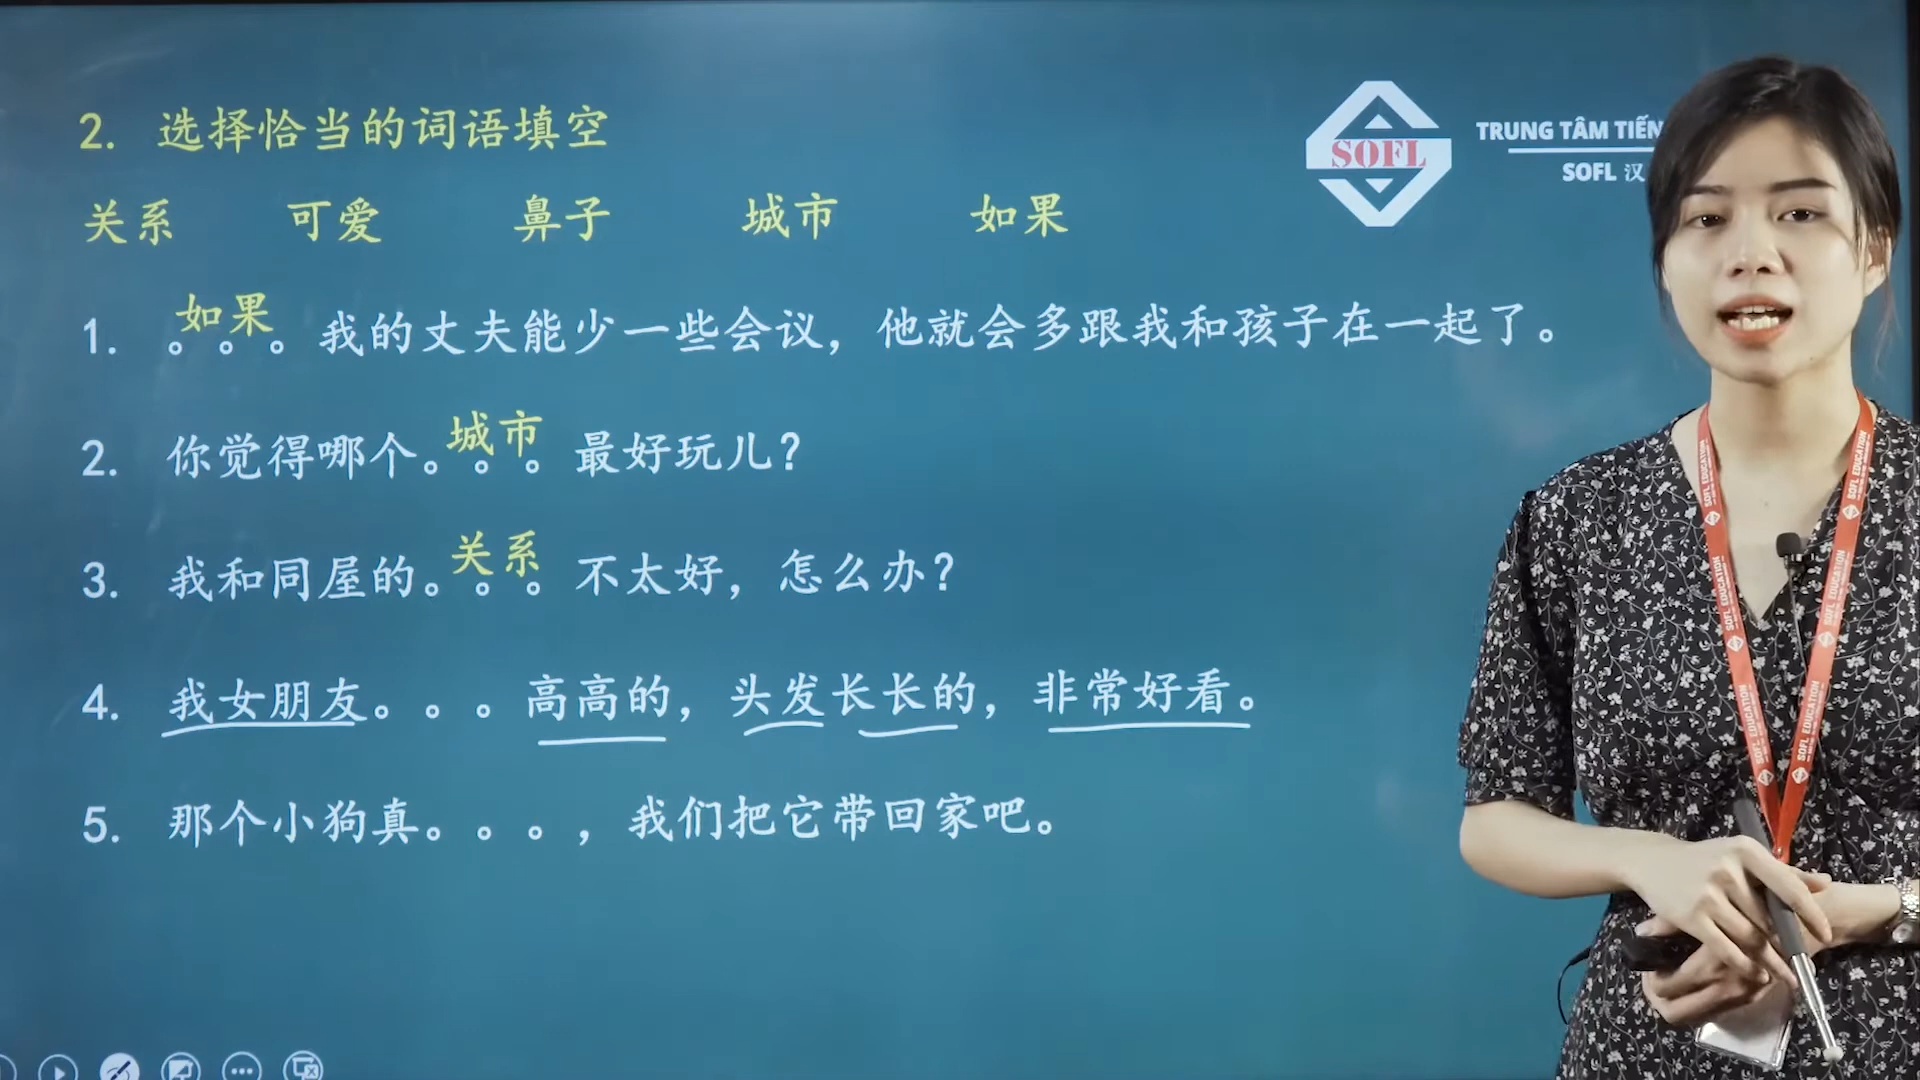 2. 选择恰当的词语填空
关系 可爱 鼻子 城市 如果
1. 如果 。。。我的丈夫能少一些会议，他就会多跟我和孩子在一起了。
2. 你觉得哪个。。。城市 最好玩儿？
3. 我和同屋的。。。关系 不太好，怎么办？
4. 我女朋友。。。高高的，头发长长的，非常好看。
5. 那个小狗真。。。，我们把它带回家吧。
SOFL
TRUNG TÂM TIẾN
SOFL 汉
SOFL EDUCATION